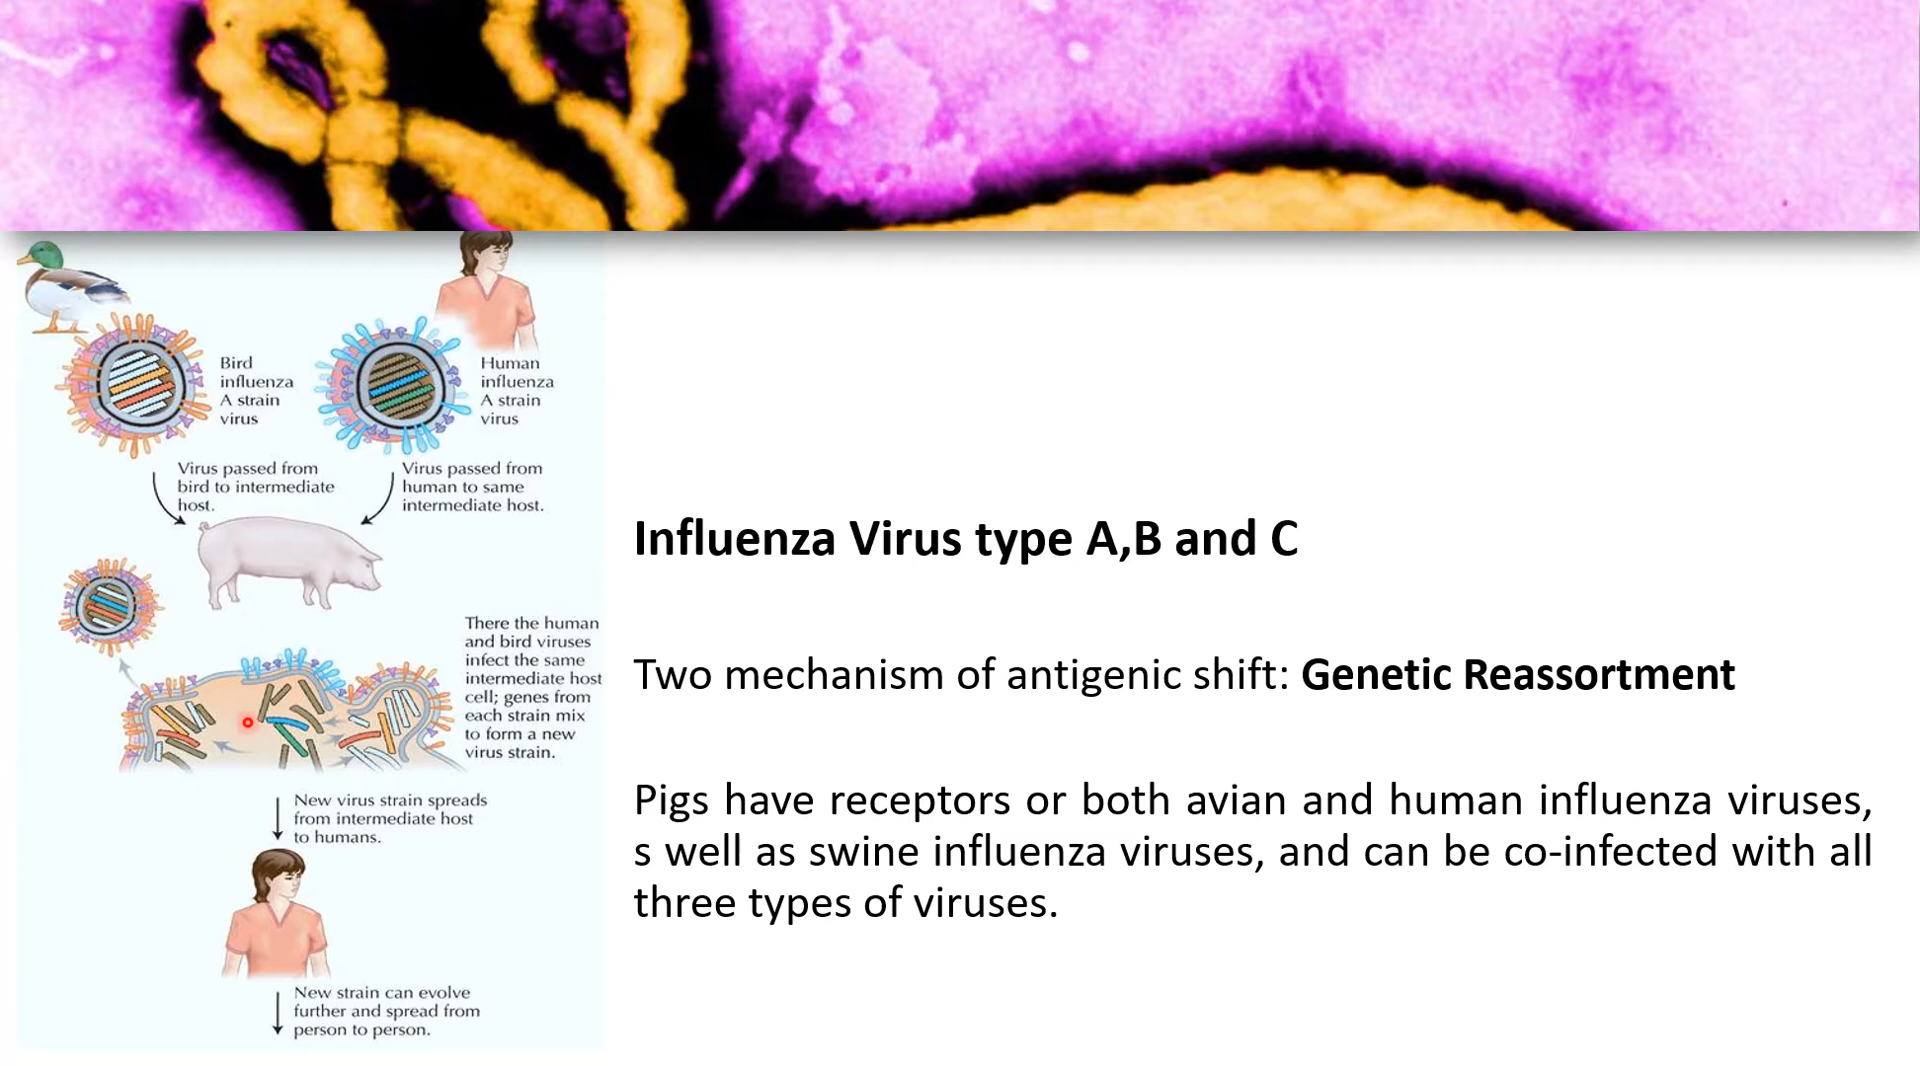 Bird
influenza
A strain
virus
Human
influenza
A strain
virus
Virus passed from
bird to intermediate
host.
Virus passed from
human to same
intermediate host.
There the human
and bird viruses
infect the same
intermediate host
cell; genes from
each strain mix
to form a new
virus strain.
New virus strain spreads
from intermediate host
to humans.
New strain can evolve
further and spread from
person to person.
Influenza Virus type A,B and C
Two mechanism of antigenic shift: Genetic Reassortment
Pigs have receptors or both avian and human influenza viruses,
s well as swine influenza viruses, and can be co-infected with all
three types of viruses.